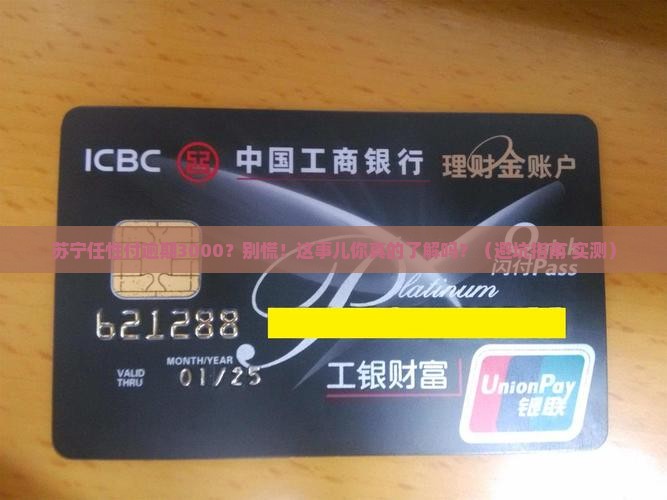 ICBC 中国工商银行 理财金账户
苏宁任性付逾期3000？别慌！这事儿你真的了解吗？（避坑指南 实测）
Quick
闪付Pass
Platinum
621288
MONTH/YEAR
VALID THRU 01/25
工银财富
UnionPay
银联